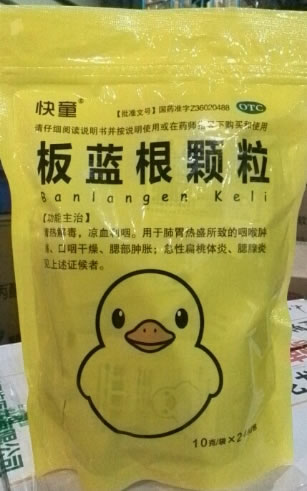 快童®
【批准文号】国药准字Z36020488 OTC
请仔细阅读说明书并按说明使用或在药师指导下购买和使用
板蓝根颗粒
Banlangen Keli
【功能主治】
清热解毒，凉血利咽。用于肺胃热盛所致的咽喉肿
、口咽干燥、腮部肿胀；急性扁桃体炎、腮腺炎
见上述证候者。
10克/袋×2